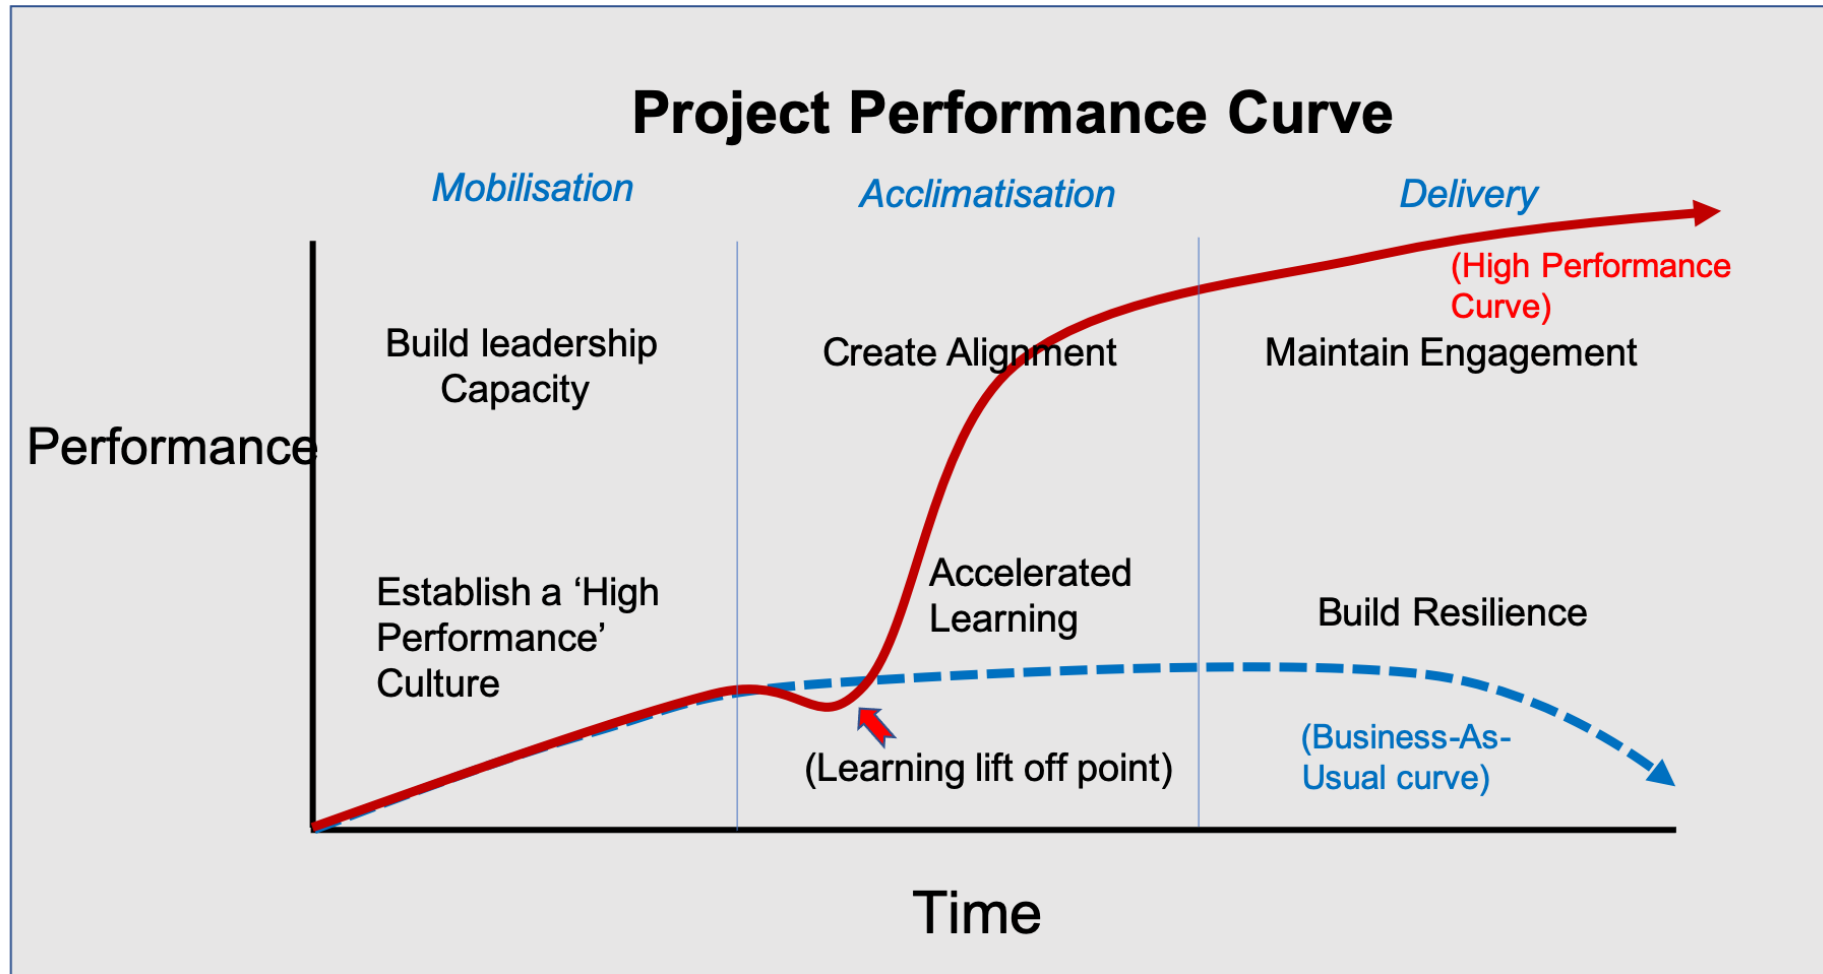 Project Performance Curve
Mobilisation
Acclimatisation
Delivery
(High Performance
Curve)
Build leadership
Capacity
Create Alignment
Maintain Engagement
Performance
Establish a ‘High
Performance’
Culture
Accelerated
Learning
Build Resilience
(Learning lift off point)
(Business-As-
Usual curve)
Time